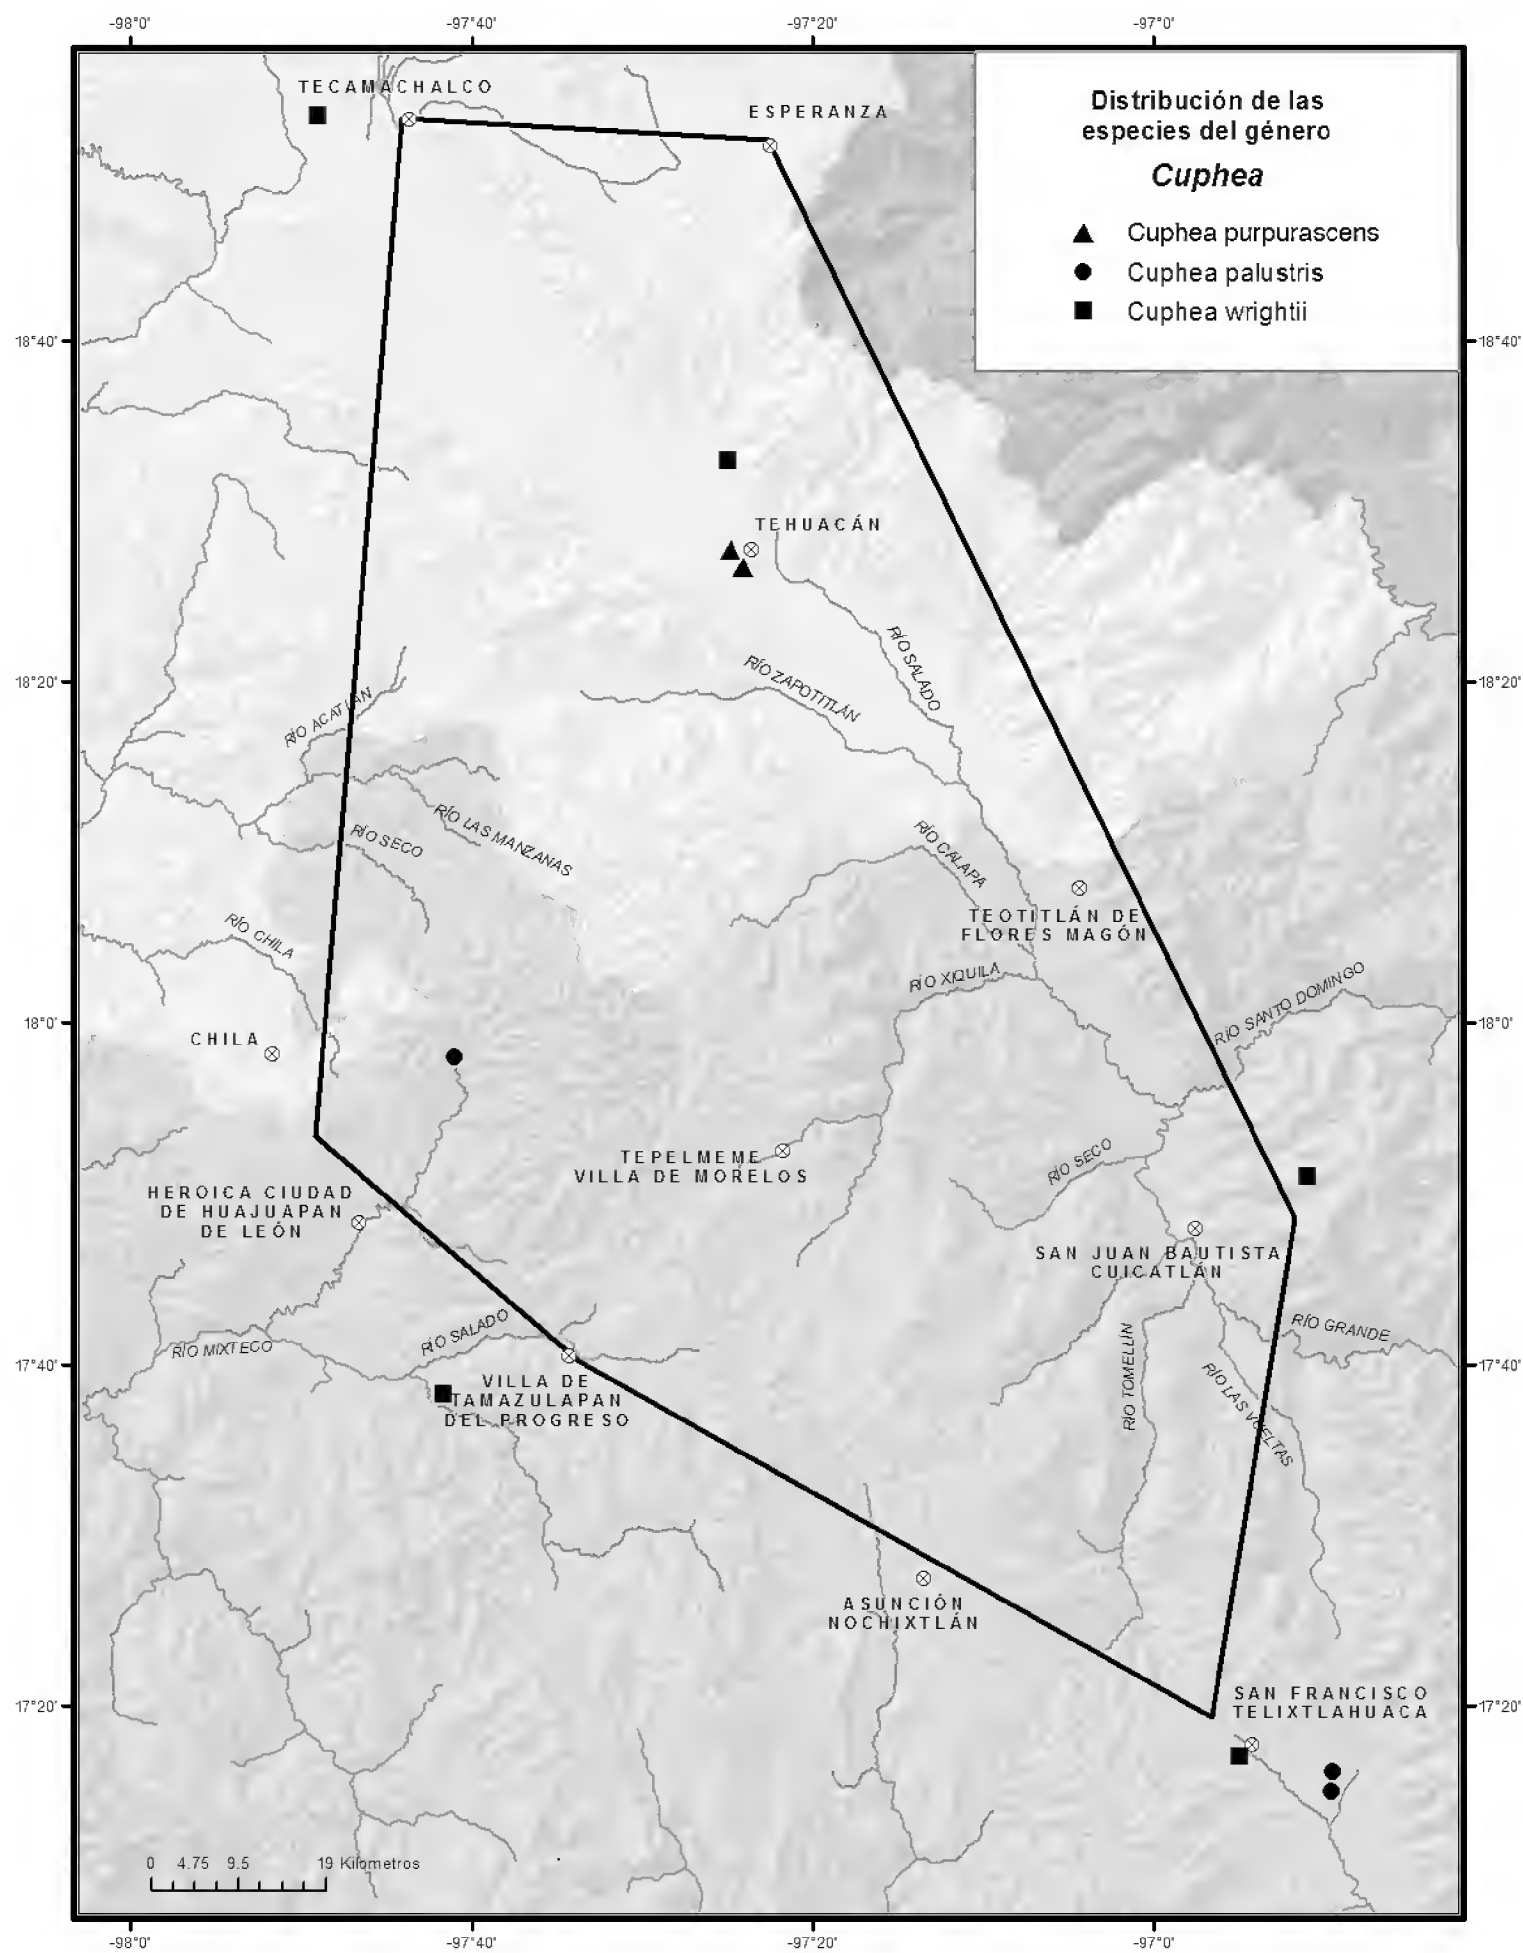 -98°0' -97°40' -97°20' -97°0'
TECAMACHALCO
ESPERANZA
Distribución de las
especies del género
Cuphea
Cuphea purpurascens
Cuphea palustris
Cuphea wrightii
18°40' 18°40'
TEHUACÁN
RÍO SALADO
RÍO ZAPOTITLÁN
18°20' 18°20'
RÍO ACATLÁN
RÍO LAS MANZANAS
RÍO SECO
RÍO CALAPA
TEOTITLÁN DE
FLORES MAGÓN
RÍO CHILA
RÍO XIQUILA
RÍO SANTO DOMINGO
18°0' 18°0'
CHILA
TEPELMEME
VILLA DE MORELOS
RÍO SECO
HEROICA CIUDAD
DE HUAJUAPAN
DE LEÓN
SAN JUAN BAUTISTA
CUICATLÁN
RÍO GRANDE
RÍO SALADO
RÍO MIXTECO
RÍO TOMELLÍN
17°40' 17°40'
RÍO LAS VUELTAS
VILLA DE
TAMAZULAPAN
DEL PROGRESO
ASUNCIÓN
NOCHIXTLÁN
SAN FRANCISCO
TELIXTLAHUACA
17°20' 17°20'
0 4.75 9.5 19 Kilometros
-98°0' -97°40' -97°20' -97°0'